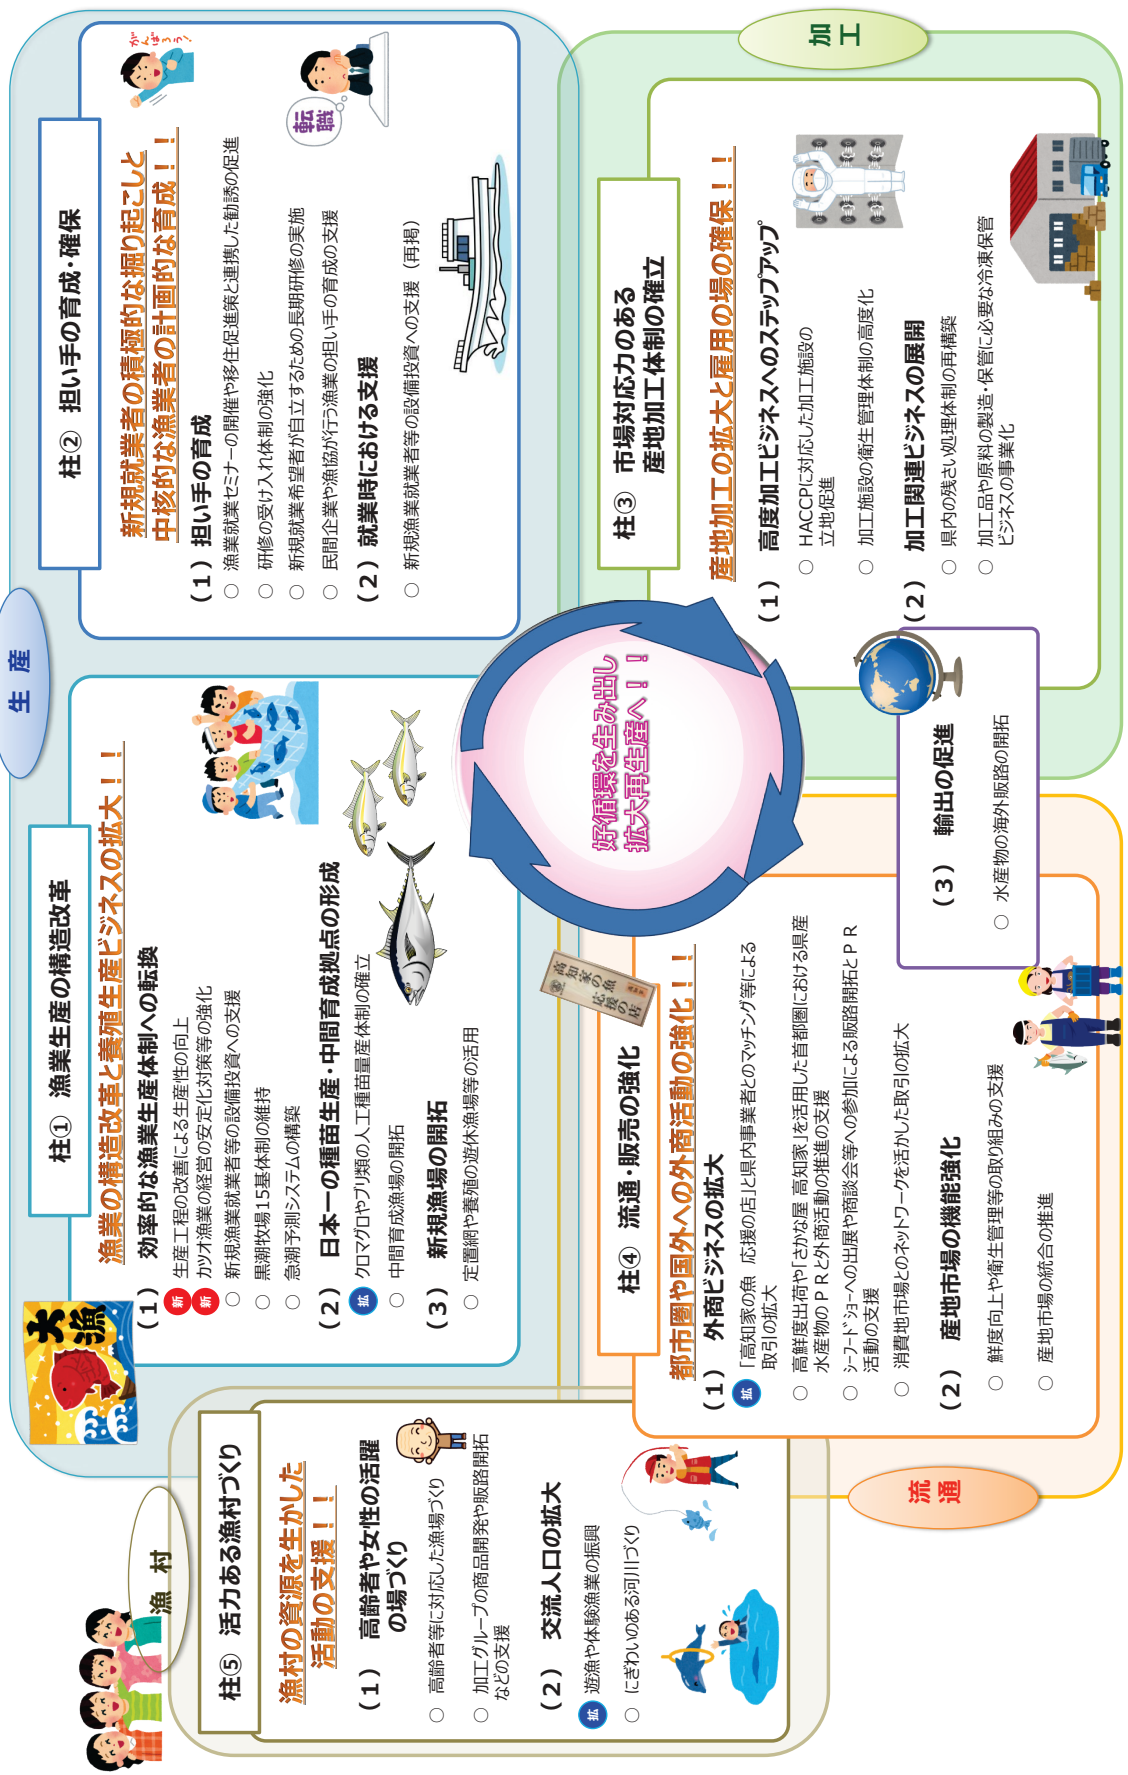 生 産
大漁
柱① 漁業生産の構造改革
漁業の構造改革と養殖生産ビジネスの拡大！！
（１） 効率的な漁業生産体制への転換
新 生産工程の改善による生産性の向上
新 カツオ漁業の経営の安定化対策等の強化
○ 新規漁業就業者等の設備投資への支援
○ 黒潮牧場15基体制の維持
○ 急潮予測システムの構築
（２） 日本一の種苗生産・中間育成拠点の形成
拡 クロマグロやブリ類の人工種苗量産体制の確立
○ 中間育成漁場の開拓
（３） 新規漁場の開拓
○ 定置網や養殖の遊休漁場等の活用
柱② 担い手の育成・確保
新規就業者の積極的な掘り起こしと
中核的な漁業者の計画的な育成！！
がんばろう！
（１）担い手の育成
○ 漁業就業セミナーの開催や移住促進策と連携した勧誘の促進
○ 研修の受け入れ体制の強化
○ 新規就業希望者が自立するための長期研修の実施
○ 民間企業や漁協が行う漁業の担い手の育成の支援
転職
（２）就業時における支援
○ 新規漁業就業者等の設備投資への支援（再掲）
加工
柱③ 市場対応力のある
産地加工体制の確立
産地加工の拡大と雇用の場の確保！！
（１） 高度加工ビジネスへのステップアップ
○ HACCPに対応した加工施設の
立地促進
○ 加工施設の衛生管理体制の高度化
（２） 加工関連ビジネスの展開
○ 県内の残さい処理体制の再構築
○ 加工品や原料の製造・保管に必要な冷凍保管
ビジネスの事業化
好循環を生み出し
拡大再生産へ！！
（３） 輸出の促進
○ 水産物の海外販路の開拓
流通
柱④ 流通・販売の強化
高知家の魚
応援の店
都市圏や国外への外商活動の強化！！
（１）外商ビジネスの拡大
拡 「高知家の魚 応援の店」と県内事業者とのマッチング等による
取引の拡大
○ 高鮮度出荷や「さかな屋 高知家」を活用した首都圏における県産
水産物のＰＲと外商活動の推進の支援
○ シーフードショーへの出展や商談会等への参加による販路開拓とＰＲ
活動の支援
○ 消費地市場とのネットワークを活かした取引の拡大
（２） 産地市場の機能強化
○ 鮮度向上や衛生管理等の取り組みの支援
○ 産地市場の統合の推進
漁 村
柱⑤ 活力ある漁村づくり
漁村の資源を生かした
活動の支援！！
（１） 高齢者や女性の活躍
の場づくり
○ 高齢者等に対応した漁場づくり
○ 加工グループの商品開発や販路開拓
などの支援
（２） 交流人口の拡大
拡 遊漁や体験漁業の振興
○ にぎわいのある河川づくり